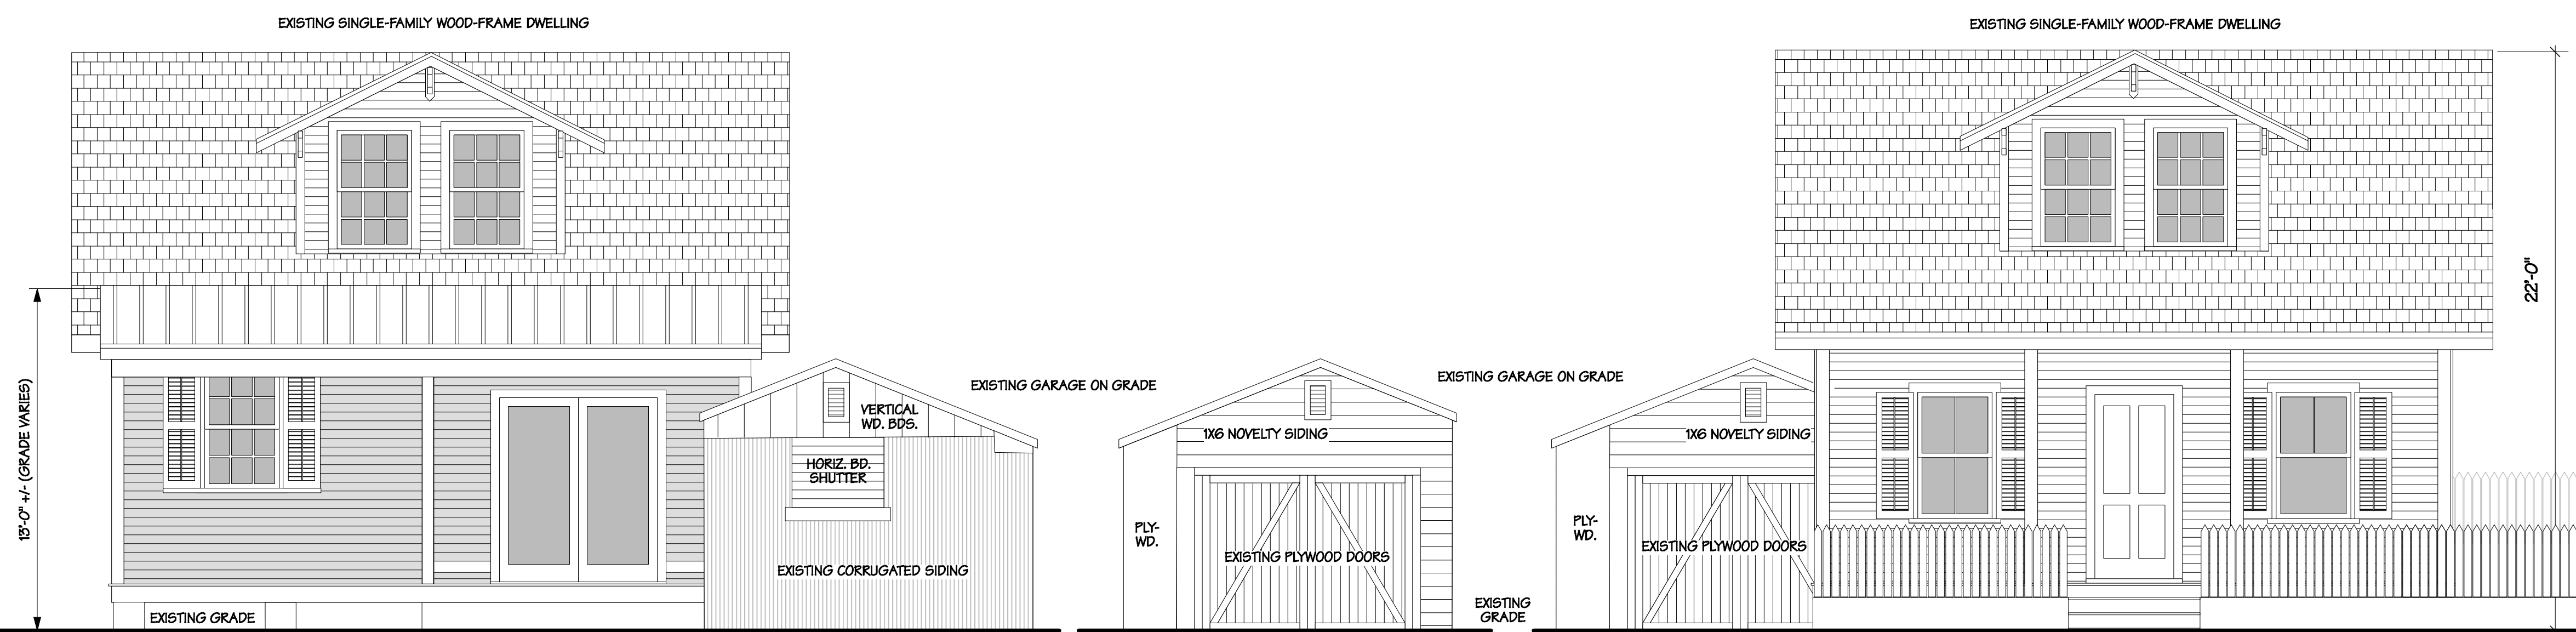 EXISTING SINGLE-FAMILY WOOD-FRAME DWELLING
13'-0" +/- (GRADE VARIES)
VERTICAL
WD. BDS.
HORIZ. BD.
SHUTTER
EXISTING CORRUGATED SIDING
EXISTING GRADE
EXISTING GARAGE ON GRADE
1X6 NOVELTY SIDING
PLY-
WD.
EXISTING PLYWOOD DOORS
EXISTING
GRADE
EXISTING GARAGE ON GRADE
1X6 NOVELTY SIDING
PLY-
WD.
EXISTING PLYWOOD DOORS
EXISTING SINGLE-FAMILY WOOD-FRAME DWELLING
22'-0"